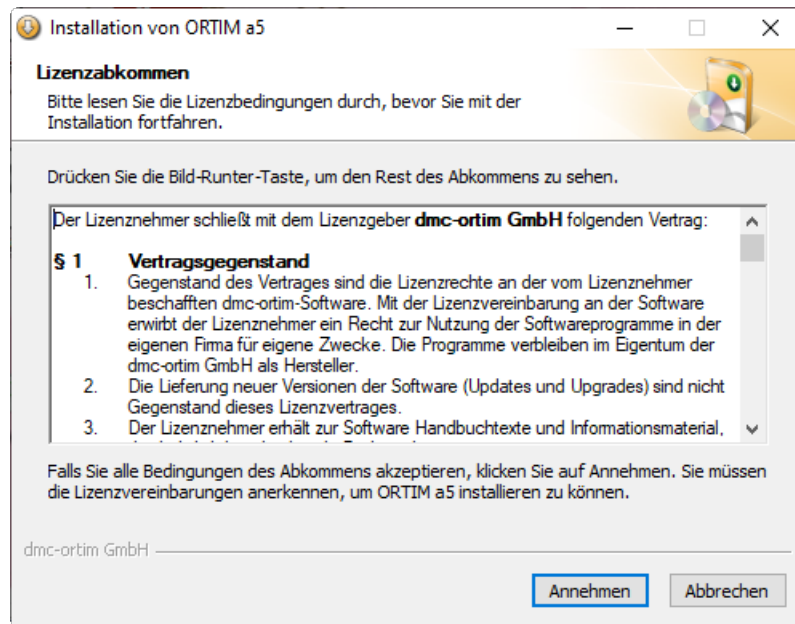 Installation von ORTIM a5
Lizenzabkommen
Bitte lesen Sie die Lizenzbedingungen durch, bevor Sie mit der
Installation fortfahren.
Drücken Sie die Bild-Runter-Taste, um den Rest des Abkommens zu sehen.
Der Lizenznehmer schließt mit dem Lizenzgeber dmc-ortim GmbH folgenden Vertrag:
§ 1 Vertragsgegenstand
1. Gegenstand des Vertrages sind die Lizenzrechte an der vom Lizenznehmer
beschafften dmc-ortim-Software. Mit der Lizenzvereinbarung an der Software
erwirbt der Lizenznehmer ein Recht zur Nutzung der Softwareprogramme in der
eigenen Firma für eigene Zwecke. Die Programme verbleiben im Eigentum der
dmc-ortim GmbH als Hersteller.
2. Die Lieferung neuer Versionen der Software (Updates und Upgrades) sind nicht
Gegenstand dieses Lizenzvertrages.
3. Der Lizenznehmer erhält zur Software Handbuchtexte und Informationsmaterial,
Falls Sie alle Bedingungen des Abkommens akzeptieren, klicken Sie auf Annehmen. Sie müssen
die Lizenzvereinbarungen anerkennen, um ORTIM a5 installieren zu können.
dmc-ortim GmbH
Annehmen Abbrechen